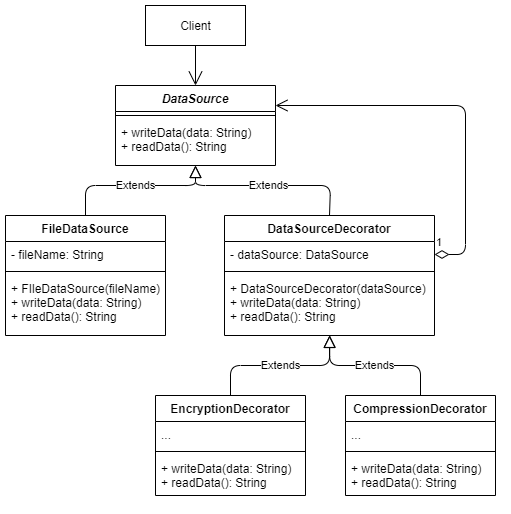 Client
DataSource
+ writeData(data: String)
+ readData(): String
Extends
Extends
FileDataSource
- fileName: String
+ FIleDataSource(fileName)
+ writeData(data: String)
+ readData(): String
DataSourceDecorator
- dataSource: DataSource
+ DataSourceDecorator(dataSource)
+ writeData(data: String)
+ readData(): String
1
Extends
Extends
EncryptionDecorator
...
+ writeData(data: String)
+ readData(): String
CompressionDecorator
...
+ writeData(data: String)
+ readData(): String